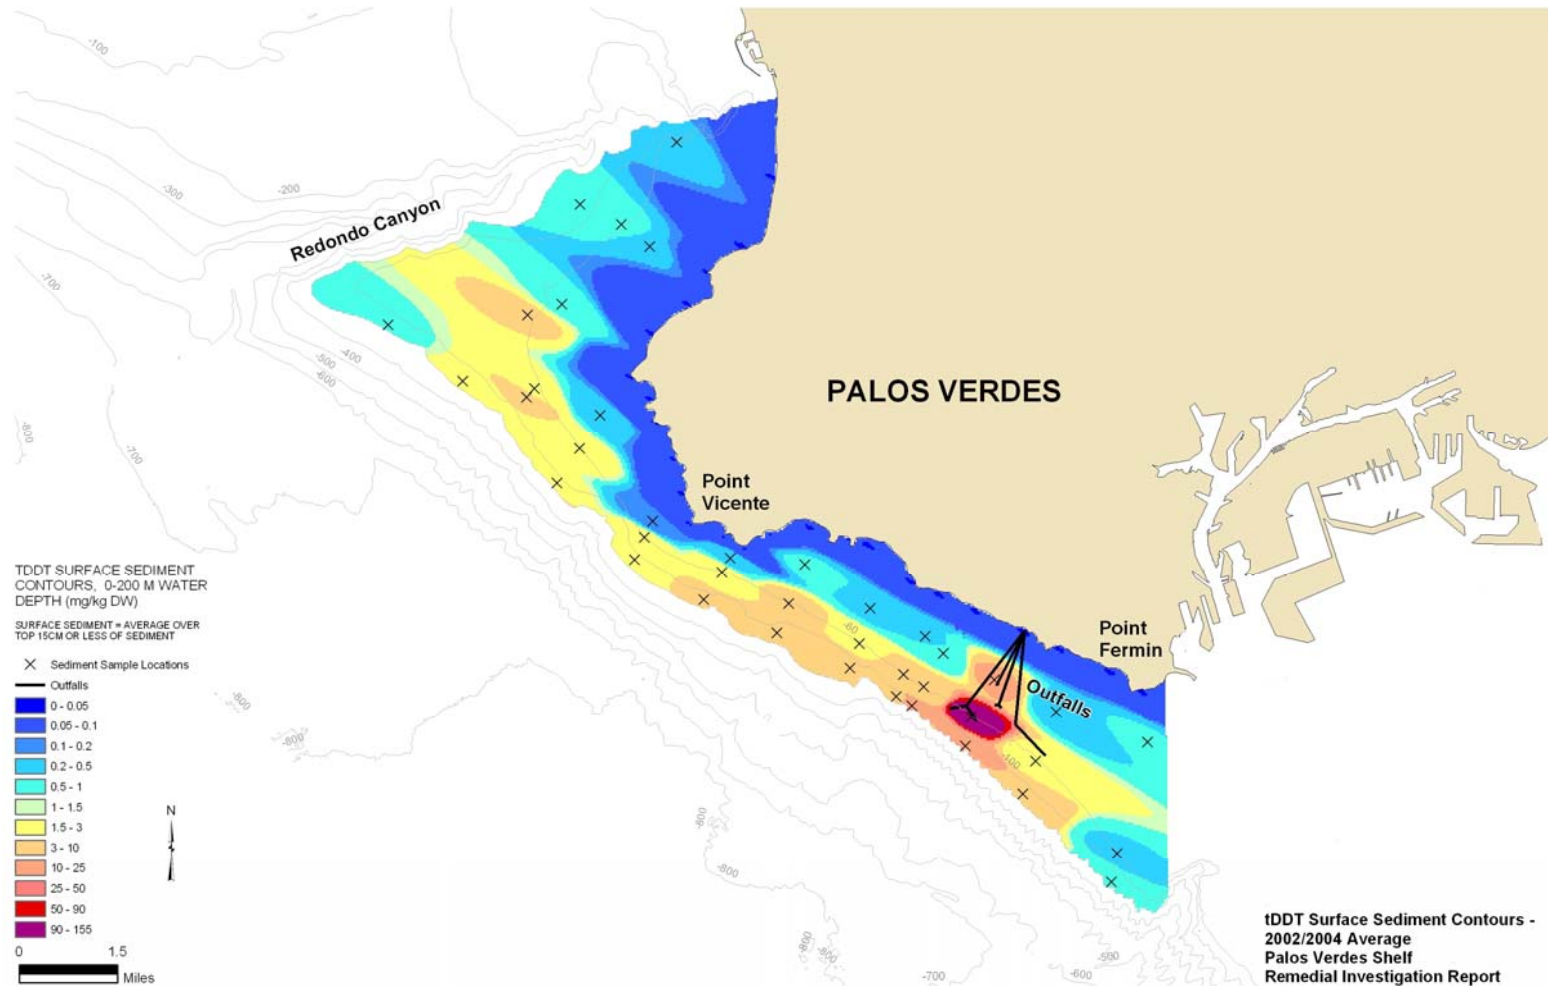 -100
-200
-300
Redondo Canyon
-700
-400
-500
-600
PALOS VERDES
-800
-700
Point
Vicente
TDDT SURFACE SEDIMENT
CONTOURS, 0-200 M WATER
DEPTH (mg/kg DW)
SURFACE SEDIMENT = AVERAGE OVER
TOP 15CM OR LESS OF SEDIMENT
Sediment Sample Locations
Outfalls
0 - 0.05
0.05 - 0.1
0.1 - 0.2
0.2 - 0.5
0.5 - 1
1 - 1.5
1.5 - 3
3 - 10
10 - 25
25 - 50
50 - 90
90 - 155
0 1.5
Miles
N
-60
Point
Fermin
Outfalls
-100
-800
-800
-800
-800
-800
-800
-700
-600
-500
tDDT Surface Sediment Contours -
2002/2004 Average
Palos Verdes Shelf
Remedial Investigation Report